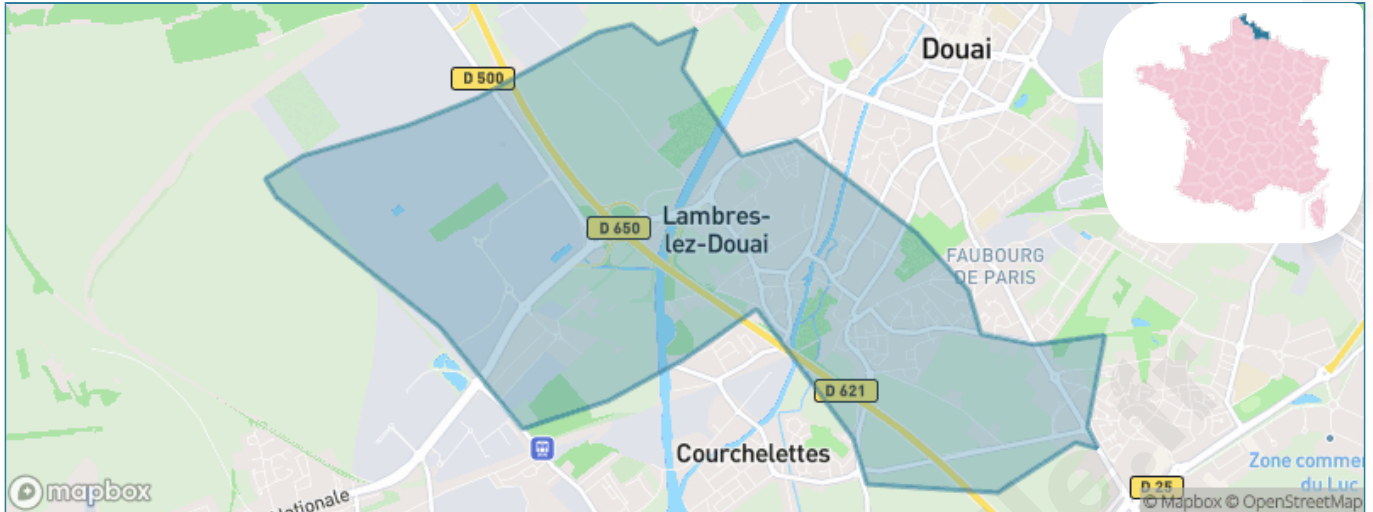 Douai
D 500
Lambres-
lez-Douai
D 650
FAUBOURG
DE PARIS
D 621
Courchelettes
Zone comme
du Luc
D 25
Nationale
mapbox
© Mapbox © OpenStreetMap